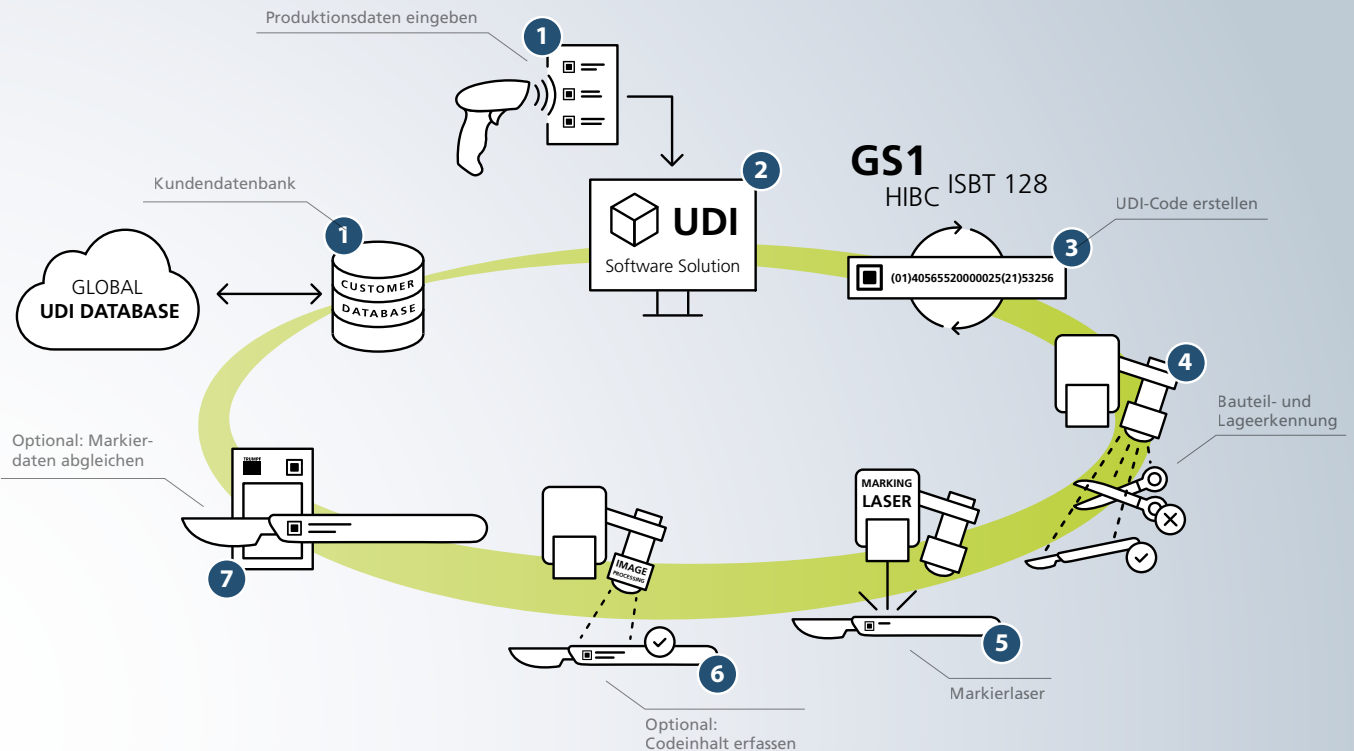 Produktionsdaten eingeben
1
Kundendatenbank
1
GLOBAL
UDI DATABASE
CUSTOMER
DATABASE
2
UDI
Software Solution
GS1
HIBC
ISBT 128
UDI-Code erstellen
3
(01)40565520000025(21)53256
4
Bauteil- und
Lageerkennung
MARKING
LASER
5
Markierlaser
IMAGE
PROCESSING
6
Optional:
Codeinhalt erfassen
Optional: Markier-
daten abgleichen
TRUMPF
7